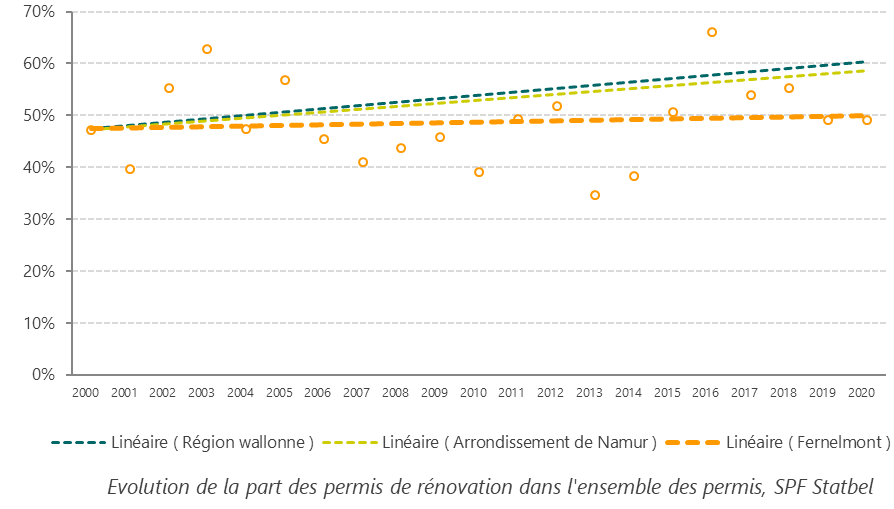 70%
60%
50%
40%
30%
20%
10%
0%
2000 2001 2002 2003 2004 2005 2006 2007 2008 2009 2010 2011 2012 2013 2014 2015 2016 2017 2018 2019 2020
Linéaire ( Région wallonne ) Linéaire ( Arrondissement de Namur ) Linéaire ( Fernelmont )
Evolution de la part des permis de rénovation dans l'ensemble des permis, SPF Statbel